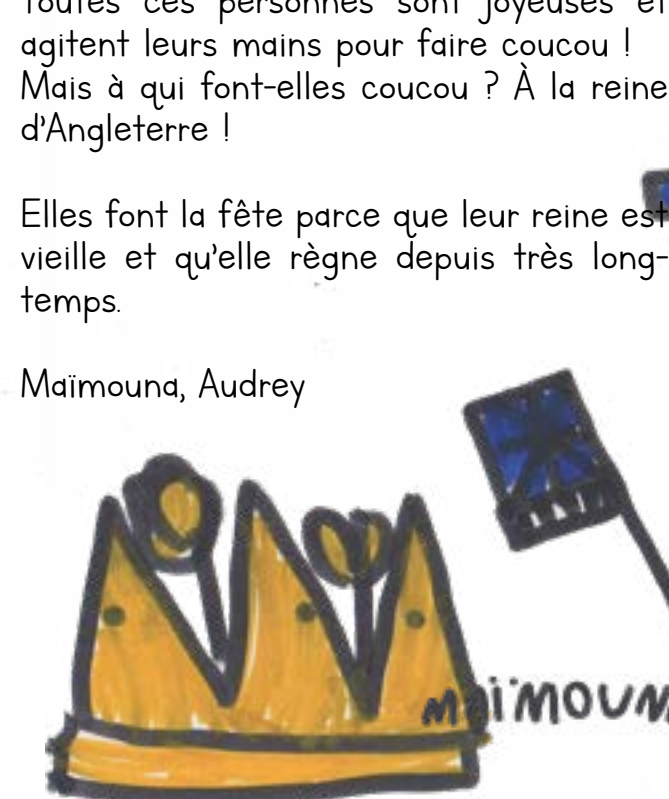 Toutes ces personnes sont joyeuses et
agitent leurs mains pour faire coucou !
Mais à qui font-elles coucou ? À la reine
d'Angleterre !
Elles font la fête parce que leur reine est
vieille et qu'elle règne depuis très long-
temps.
Maïmouna, Audrey